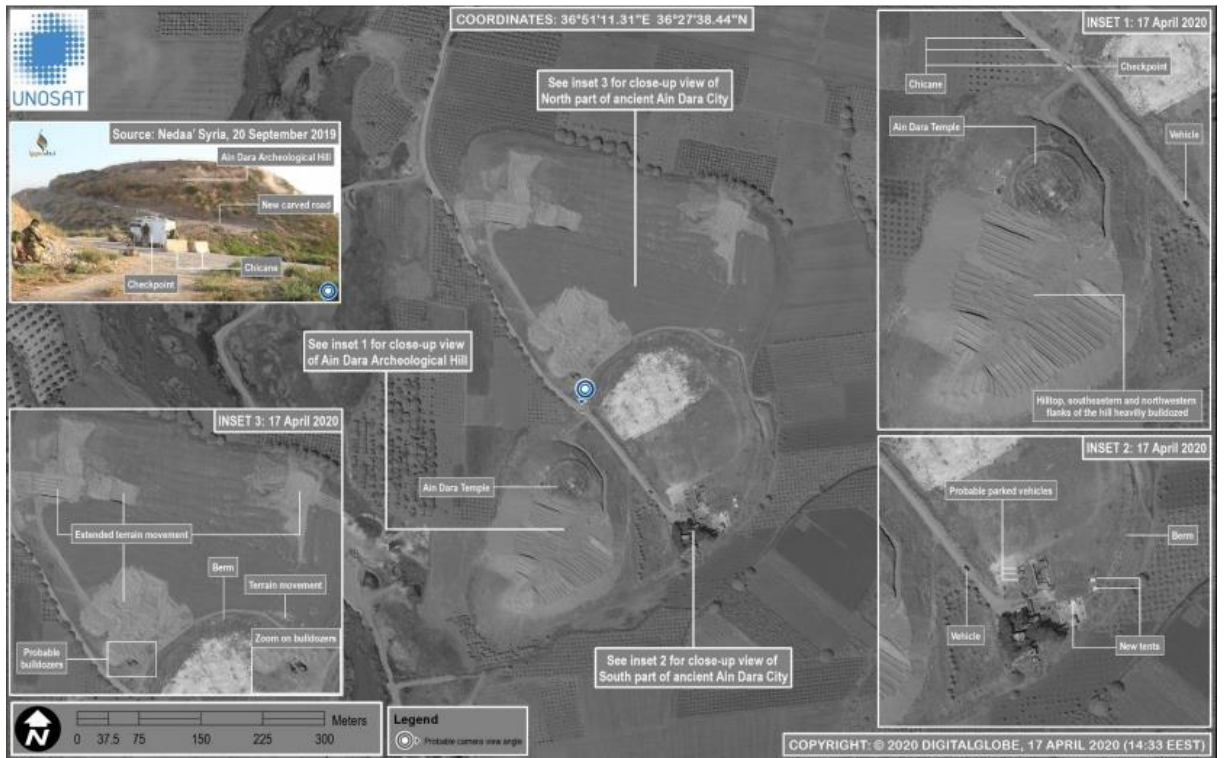 COORDINATES: 36°51'11.31"E 36°27'38.44"N
UNOSAT
Source: Nedaa' Syria, 20 September 2019
Ain Dara Archeological Hill
New carved road
Chicane
Checkpoint
See inset 3 for close-up view of
North part of ancient Ain Dara City
See inset 1 for close-up view
of Ain Dara Archeological Hill
Ain Dara Temple
See inset 2 for close-up view of
South part of ancient Ain Dara City
INSET 1: 17 April 2020
Chicane
Checkpoint
Ain Dara Temple
Vehicle
Hilltop, southeastern and northwestern
flanks of the hill heavilly bulldozed
INSET 3: 17 April 2020
Extended terrain movement
Berm
Terrain movement
Probable
bulldozers
Zoom on bulldozers
INSET 2: 17 April 2020
Probable parked vehicles
Berm
Vehicle
New tents
N
Meters
0 37.5 75 150 225 300
Legend
Probable camera view angle
COPYRIGHT: © 2020 DIGITALGLOBE, 17 APRIL 2020 (14:33 EEST)